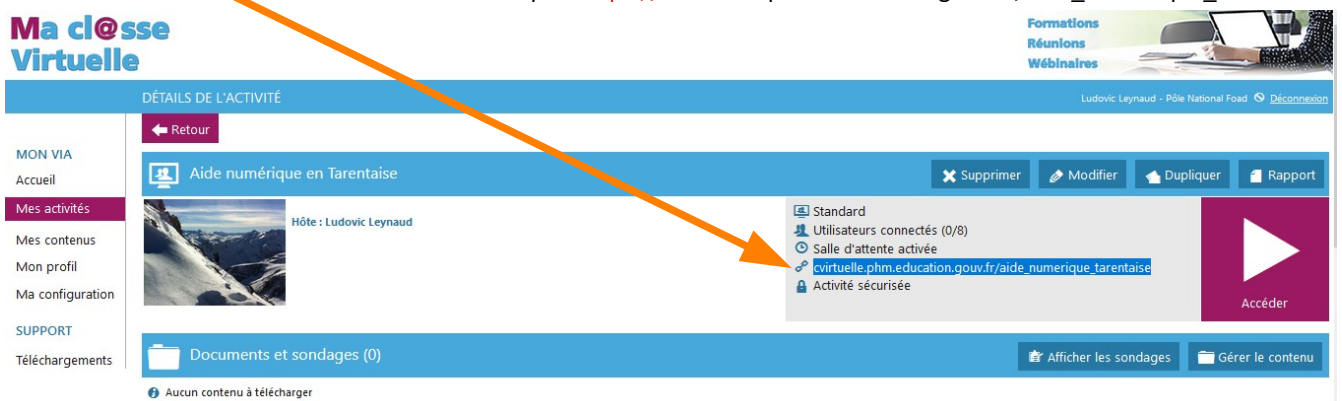 Ma cl@sse
Virtuelle
Formations
Réunions
Wébinaires
DÉTAILS DE L'ACTIVITÉ
Ludovic Leynaud - Pôle National Foad Déconnexion
Retour
MON VIA
Accueil
Mes activités
Mes contenus
Mon profil
Ma configuration
SUPPORT
Téléchargements
Aide numérique en Tarentaise
Supprimer
Modifier
Dupliquer
Rapport
Hôte : Ludovic Leynaud
Standard
Utilisateurs connectés (0/8)
Salle d'attente activée
cvirtuelle.phm.education.gouv.fr/aide_numerique_tarentaise
Activité sécurisée
Accéder
Documents et sondages (0)
Afficher les sondages
Gérer le contenu
Aucun contenu à télécharger